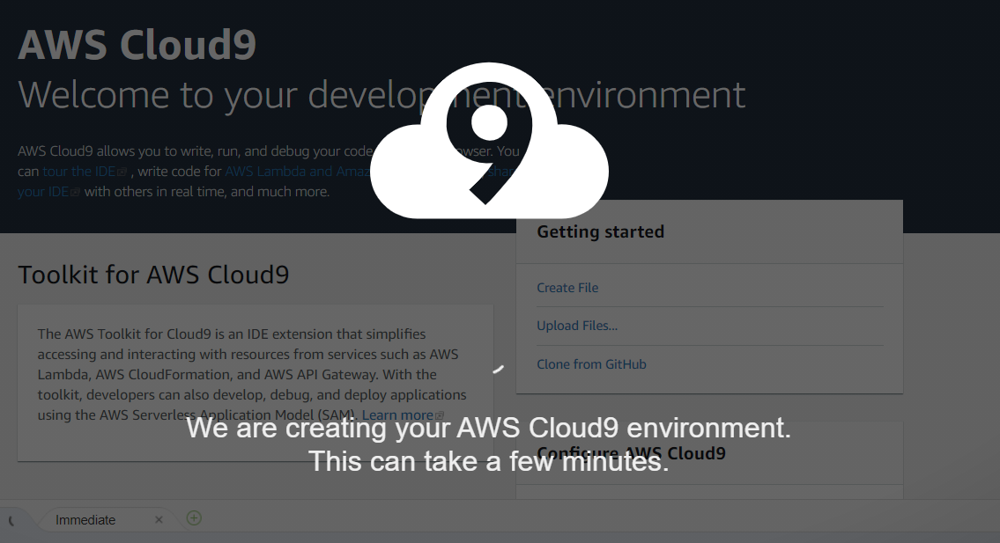 AWS Cloud9
Welcome to your development environment
AWS Cloud9 allows you to write, run, and debug your code owser. You
can tour the IDE , write code for AWS Lambda and Amaz shar
your IDE with others in real time, and much more.
9
Getting started
Toolkit for AWS Cloud9
Create File
Upload Files...
Clone from GitHub
The AWS Toolkit for Cloud9 is an IDE extension that simplifies
accessing and interacting with resources from services such as AWS
Lambda, AWS CloudFormation, and AWS API Gateway. With the
toolkit, developers can also develop, debug, and deploy applications
using the AWS Serverless Application Model (SAM). Learn more
We are creating your AWS Cloud9 environment.
This can take a few minutes.
Configure AWS Cloud9
Immediate